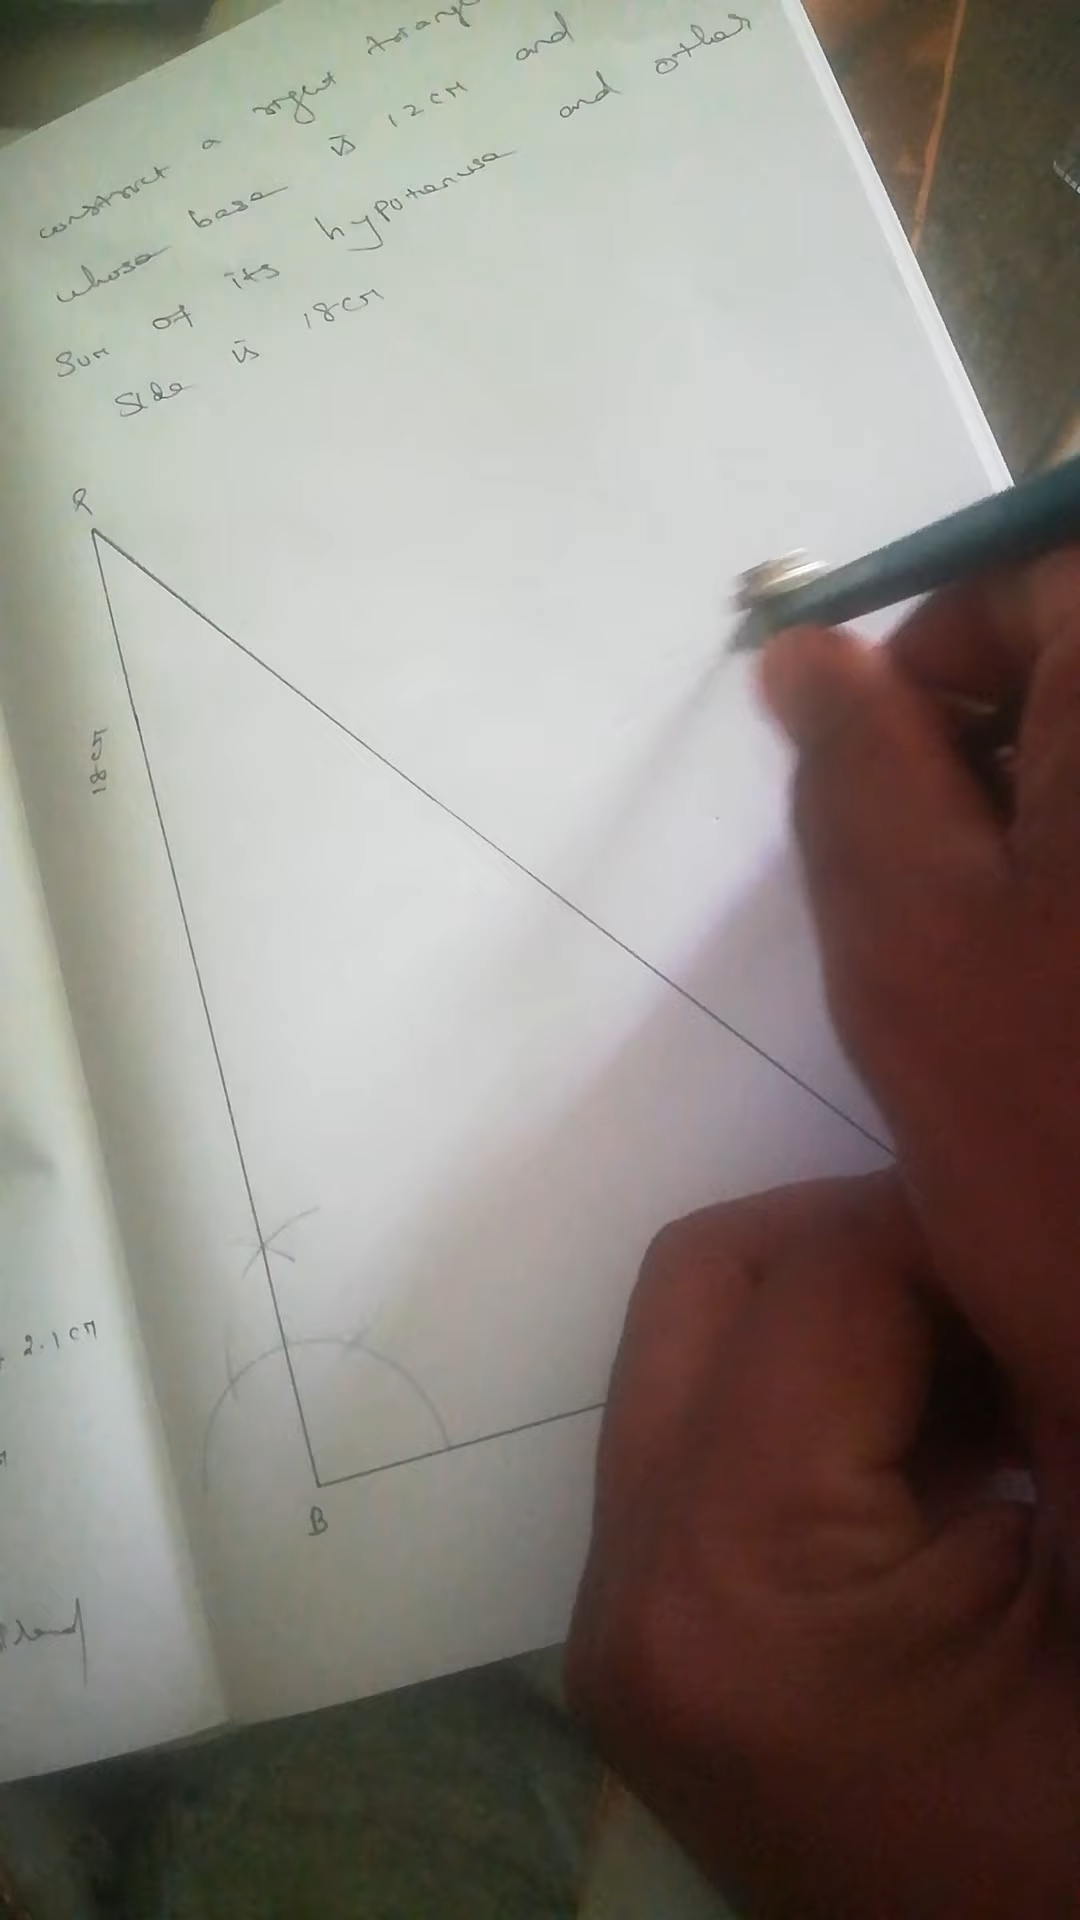 construct a right triangl
whose base is 12cm and
Sum of its hypotenuse and other
Side is 18cm
R
18cm
2.1cm
B